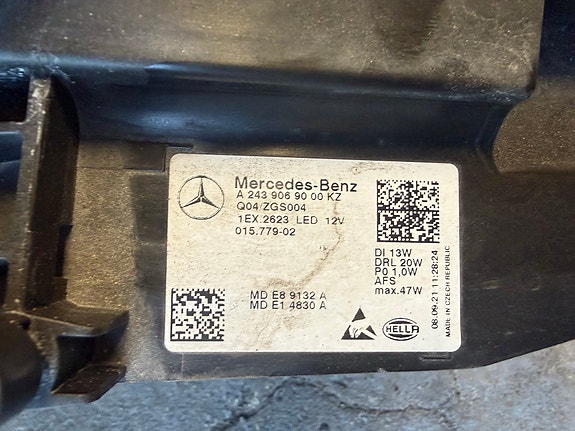 Mercedes-Benz
A 243 906 90 00 KZ
Q04/ZGS004
1EX.2623 LED 12V
015.779-02
DI 13W
DRL 20W
PO 1,0W
AFS
max.47W
MD E8 9132 A
MD E1 4830 A
HELLA
08.09.21 11:28:24
MADE IN CZECH REPUBLIC